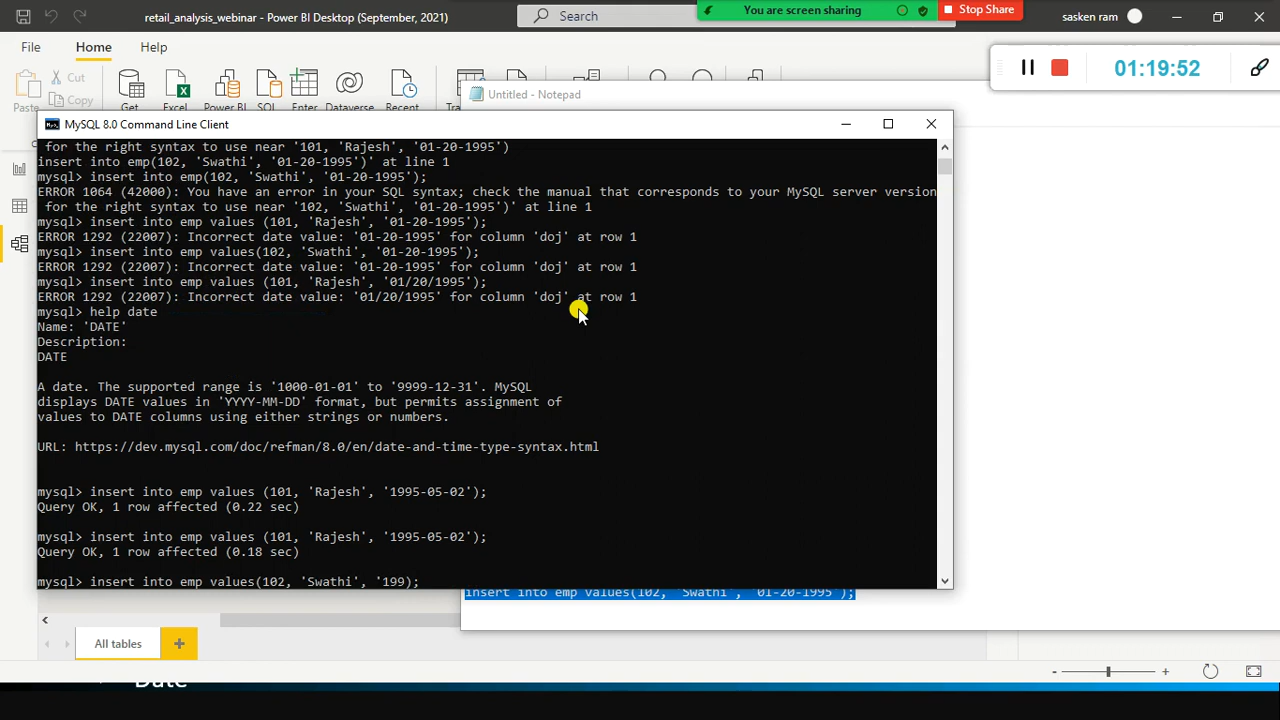 retail_analysis_webinar - Power BI Desktop (September, 2021)
Search
You are screen sharing
Stop Share
sasken ram
File
Home
Help
01:19:52
Paste
Cut
Copy
Get
Excel
Power BI
SQL
Enter
Dataverse
Recent
Untitled - Notepad
MySQL 8.0 Command Line Client
for the right syntax to use near '101, 'Rajesh', '01-20-1995')
insert into emp(102, 'Swathi', '01-20-1995')' at line 1
mysql> insert into emp(102, 'Swathi', '01-20-1995');
ERROR 1064 (42000): You have an error in your SQL syntax; check the manual that corresponds to your MySQL server version
for the right syntax to use near '102, 'Swathi', '01-20-1995')' at line 1
mysql> insert into emp values (101, 'Rajesh', '01-20-1995');
ERROR 1292 (22007): Incorrect date value: '01-20-1995' for column 'doj' at row 1
mysql> insert into emp values(102, 'Swathi', '01-20-1995');
ERROR 1292 (22007): Incorrect date value: '01-20-1995' for column 'doj' at row 1
mysql> insert into emp values (101, 'Rajesh', '01/20/1995');
ERROR 1292 (22007): Incorrect date value: '01/20/1995' for column 'doj' at row 1
mysql> help date
Name: 'DATE'
Description:
DATE
A date. The supported range is '1000-01-01' to '9999-12-31'. MySQL
displays DATE values in 'YYYY-MM-DD' format, but permits assignment of
values to DATE columns using either strings or numbers.
URL: https://dev.mysql.com/doc/refman/8.0/en/date-and-time-type-syntax.html
mysql> insert into emp values (101, 'Rajesh', '1995-05-02');
Query OK, 1 row affected (0.22 sec)
mysql> insert into emp values (101, 'Rajesh', '1995-05-02');
Query OK, 1 row affected (0.18 sec)
mysql> insert into emp values(102, 'Swathi', '199);
insert into emp values(102, 'Swathi', '01-20-1995');
All tables
Date